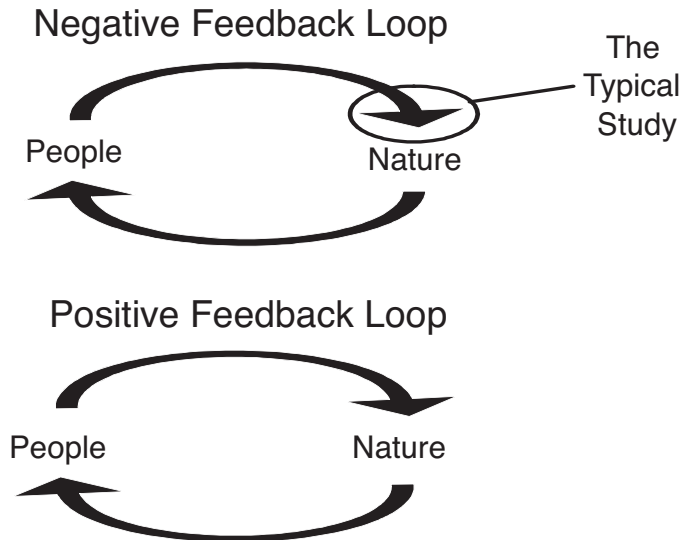 Negative Feedback Loop
The
Typical
Study
People
Nature
Positive Feedback Loop
People
Nature